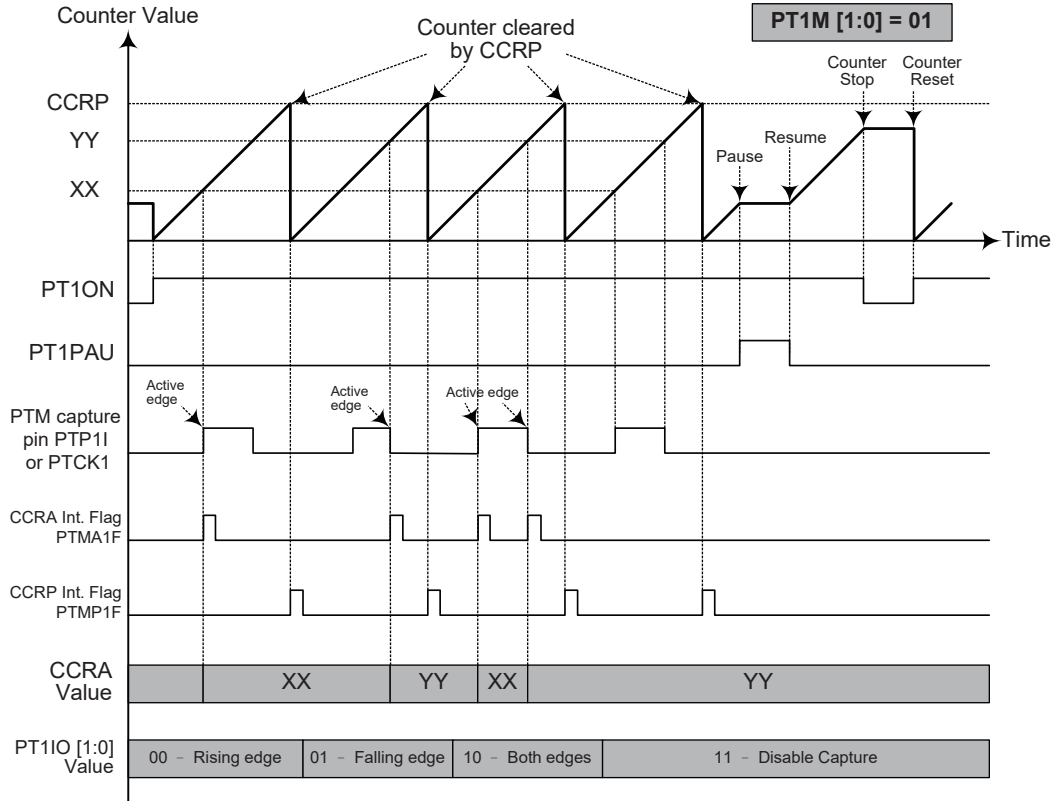 Counter Value
PT1M [1:0] = 01
Counter cleared
by CCRP
Counter
Stop
Counter
Reset
CCRP
YY
XX
Pause
Resume
Time
PT1ON
PT1PAU
Active
edge
Active
edge
Active edge
PTM capture
pin PTP1I
or PTCK1
CCRA Int. Flag
PTMA1F
CCRP Int. Flag
PTMP1F
CCRA
Value
XX
YY
XX
YY
PT1IO [1:0]
Value
00 - Rising edge
01 - Falling edge
10 - Both edges
11 - Disable Capture